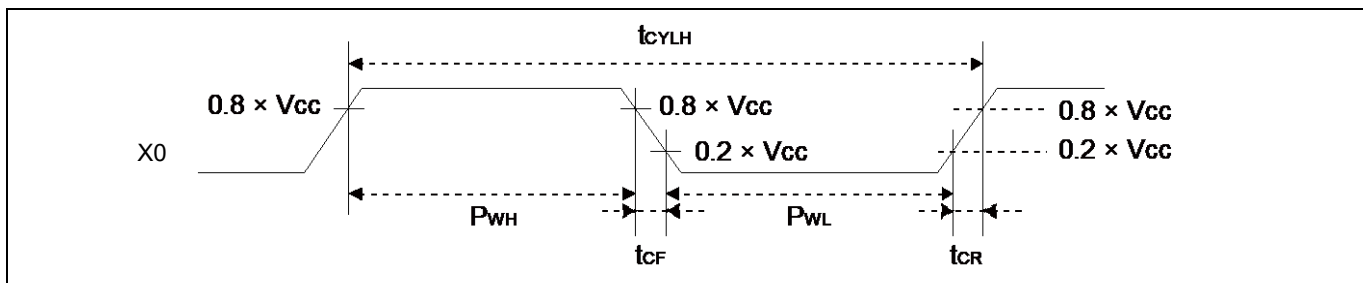 tCYLH
0.8 × VCC
0.8 × VCC
0.8 × VCC
X0
0.2 × VCC
0.2 × VCC
PWH
PWL
tCF
tCR